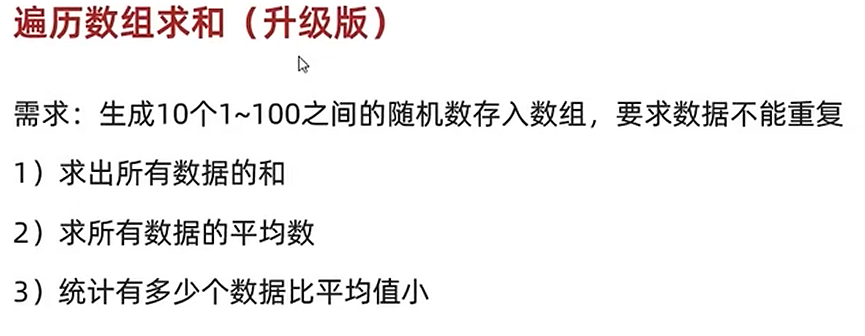 遍历数组求和（升级版）
需求：生成10个1~100之间的随机数存入数组，要求数据不能重复
1）求出所有数据的和
2）求所有数据的平均数
3）统计有多少个数据比平均值小